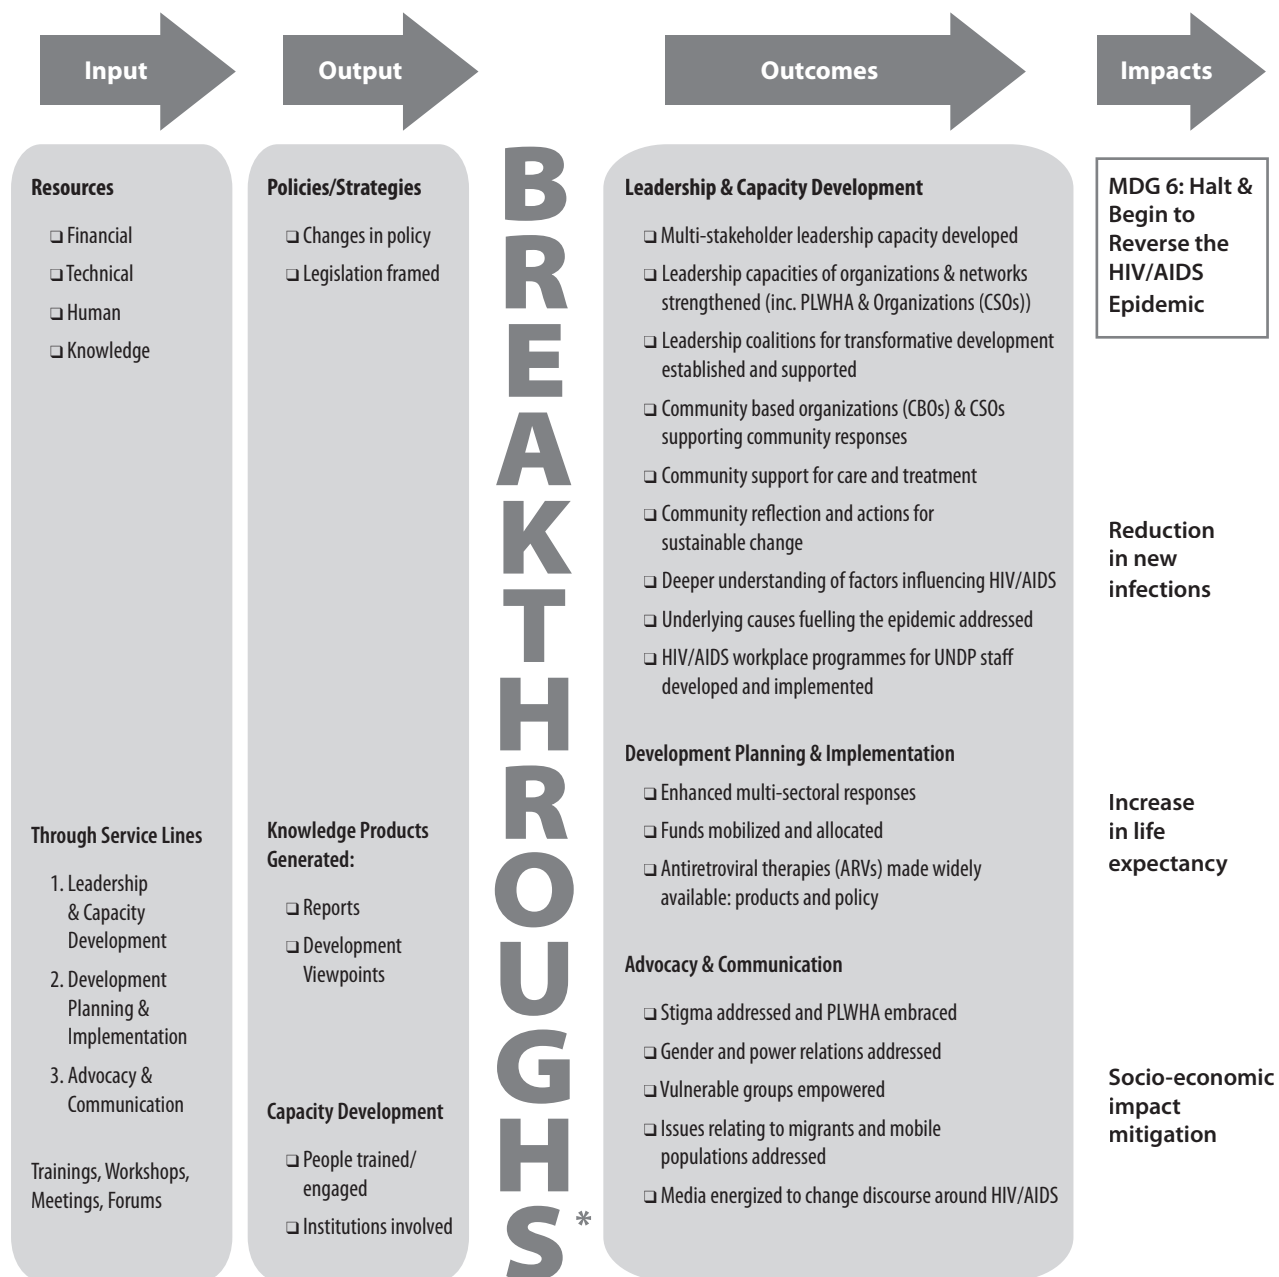 Input
Output
Outcomes
Impacts
Resources
❑ Financial
❑ Technical
❑ Human
❑ Knowledge
Through Service Lines
1. Leadership
& Capacity
Development
2. Development
Planning &
Implementation
3. Advocacy &
Communication
Trainings, Workshops,
Meetings, Forums
Policies/Strategies
❑ Changes in policy
❑ Legislation framed
Knowledge Products
Generated:
❑ Reports
❑ Development
Viewpoints
Capacity Development
❑ People trained/
engaged
❑ Institutions involved
BREAKTHROUGHS*
Leadership & Capacity Development
❑ Multi-stakeholder leadership capacity developed
❑ Leadership capacities of organizations & networks
strengthened (inc. PLWHA & Organizations (CSOs))
❑ Leadership coalitions for transformative development
established and supported
❑ Community based organizations (CBOs) & CSOs
supporting community responses
❑ Community support for care and treatment
❑ Community reflection and actions for
sustainable change
❑ Deeper understanding of factors influencing HIV/AIDS
❑ Underlying causes fuelling the epidemic addressed
❑ HIV/AIDS workplace programmes for UNDP staff
developed and implemented
Development Planning & Implementation
❑ Enhanced multi-sectoral responses
❑ Funds mobilized and allocated
❑ Antiretroviral therapies (ARVs) made widely
available: products and policy
Advocacy & Communication
❑ Stigma addressed and PLWHA embraced
❑ Gender and power relations addressed
❑ Vulnerable groups empowered
❑ Issues relating to migrants and mobile
populations addressed
❑ Media energized to change discourse around HIV/AIDS
MDG 6: Halt &
Begin to
Reverse the
HIV/AIDS
Epidemic
Reduction
in new
infections
Increase
in life
expectancy
Socio-economic
impact
mitigation